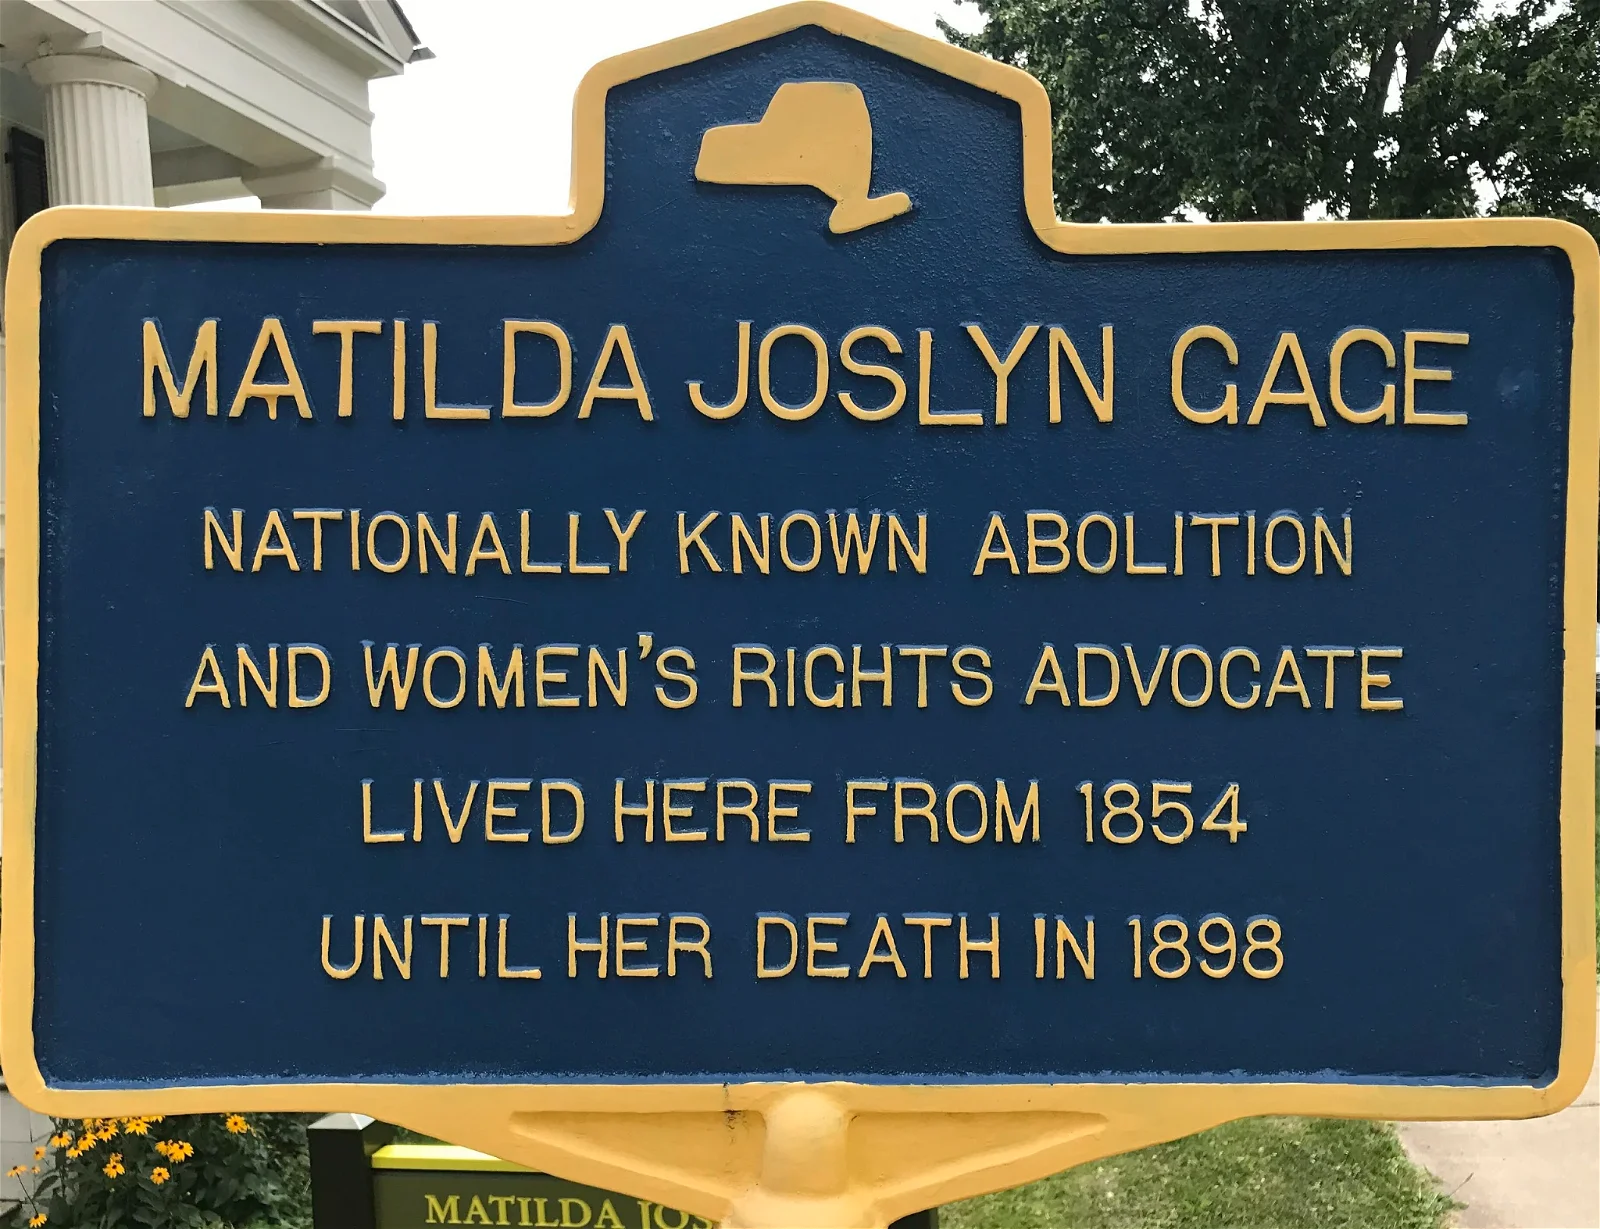 MATILDA JOSLYN GAGE
NATIONALLY KNOWN ABOLITION
AND WOMEN'S RIGHTS ADVOCATE
LIVED HERE FROM 1854
UNTIL HER DEATH IN 1898
MATILDA JOS